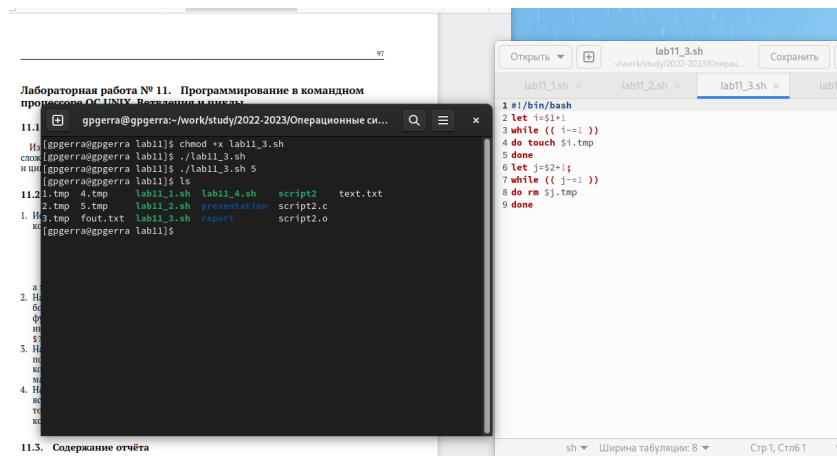 97
Лабораторная работа № 11. Программирование в командном
процессоре ОС UNIX. Ветвления и циклы
11.1
Из
слож
и ци
11.2
1. Ис
ко
а з
2. На
бо
фу
ни
$?
3. На
по
ко
ма
4. На
вс
то
ко
11.3. Содержание отчёта
gpgerra@gpgerra:~/work/study/2022-2023/Операционные си...
[gpgerra@gpgerra lab11]$ chmod +x lab11_3.sh
[gpgerra@gpgerra lab11]$ ./lab11_3.sh
[gpgerra@gpgerra lab11]$ ./lab11_3.sh 5
[gpgerra@gpgerra lab11]$ ls
1.tmp 4.tmp lab11_1.sh lab11_4.sh script2 text.txt
2.tmp 5.tmp lab11_2.sh presentation script2.c
3.tmp fout.txt lab11_3.sh report script2.o
[gpgerra@gpgerra lab11]$
Открыть
lab11_3.sh
~/work/study/2022-2023/Операц...
Сохранить
lab11_1.sh
lab11_2.sh
lab11_3.sh
lab1
1 #!/bin/bash
2 let i=$1+1
3 while (( i-=1 ))
4 do touch $i.tmp
5 done
6 let j=$2+1;
7 while (( j-=1 ))
8 do rm $j.tmp
9 done
sh
Ширина табуляции: 8
Стр 1, Стлб 1